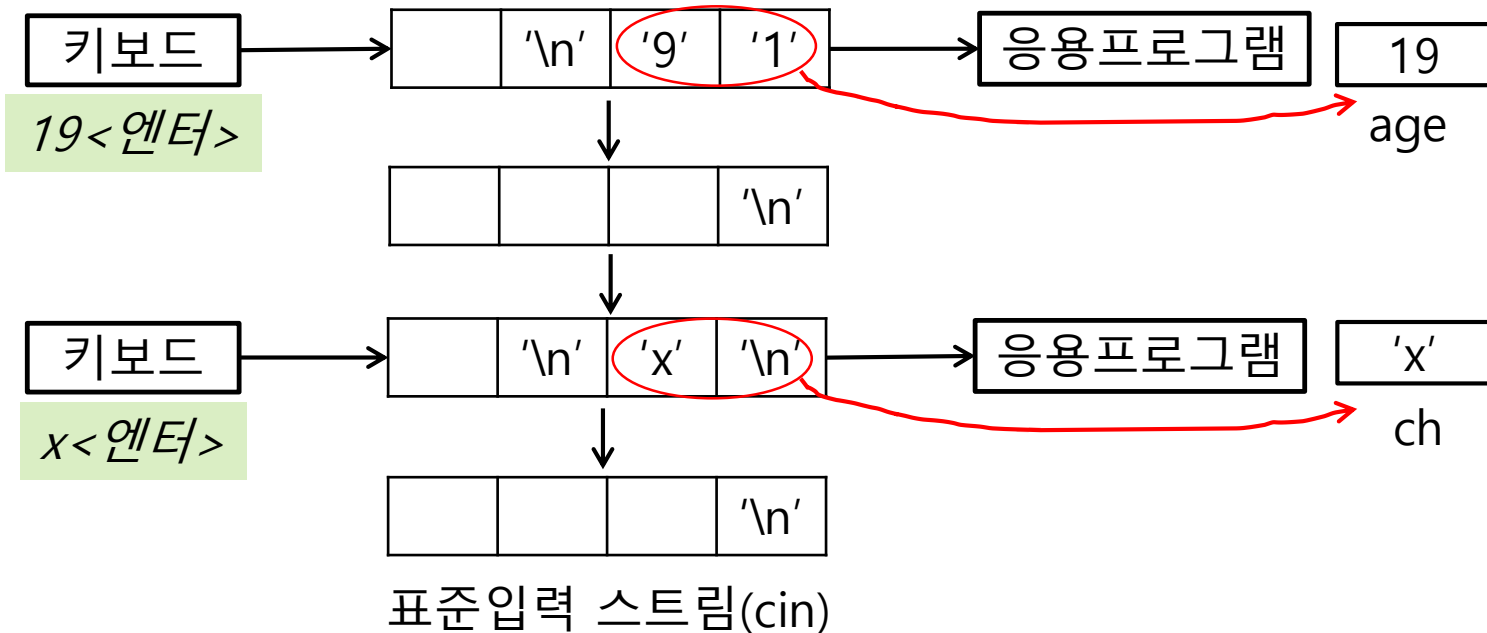 키보드 '\n' '9' '1' 응용프로그램 19
19<엔터> age
'\n'
키보드 '\n' 'x' '\n' 응용프로그램 'x'
x<엔터> ch
'\n'
표준입력 스트림(cin)